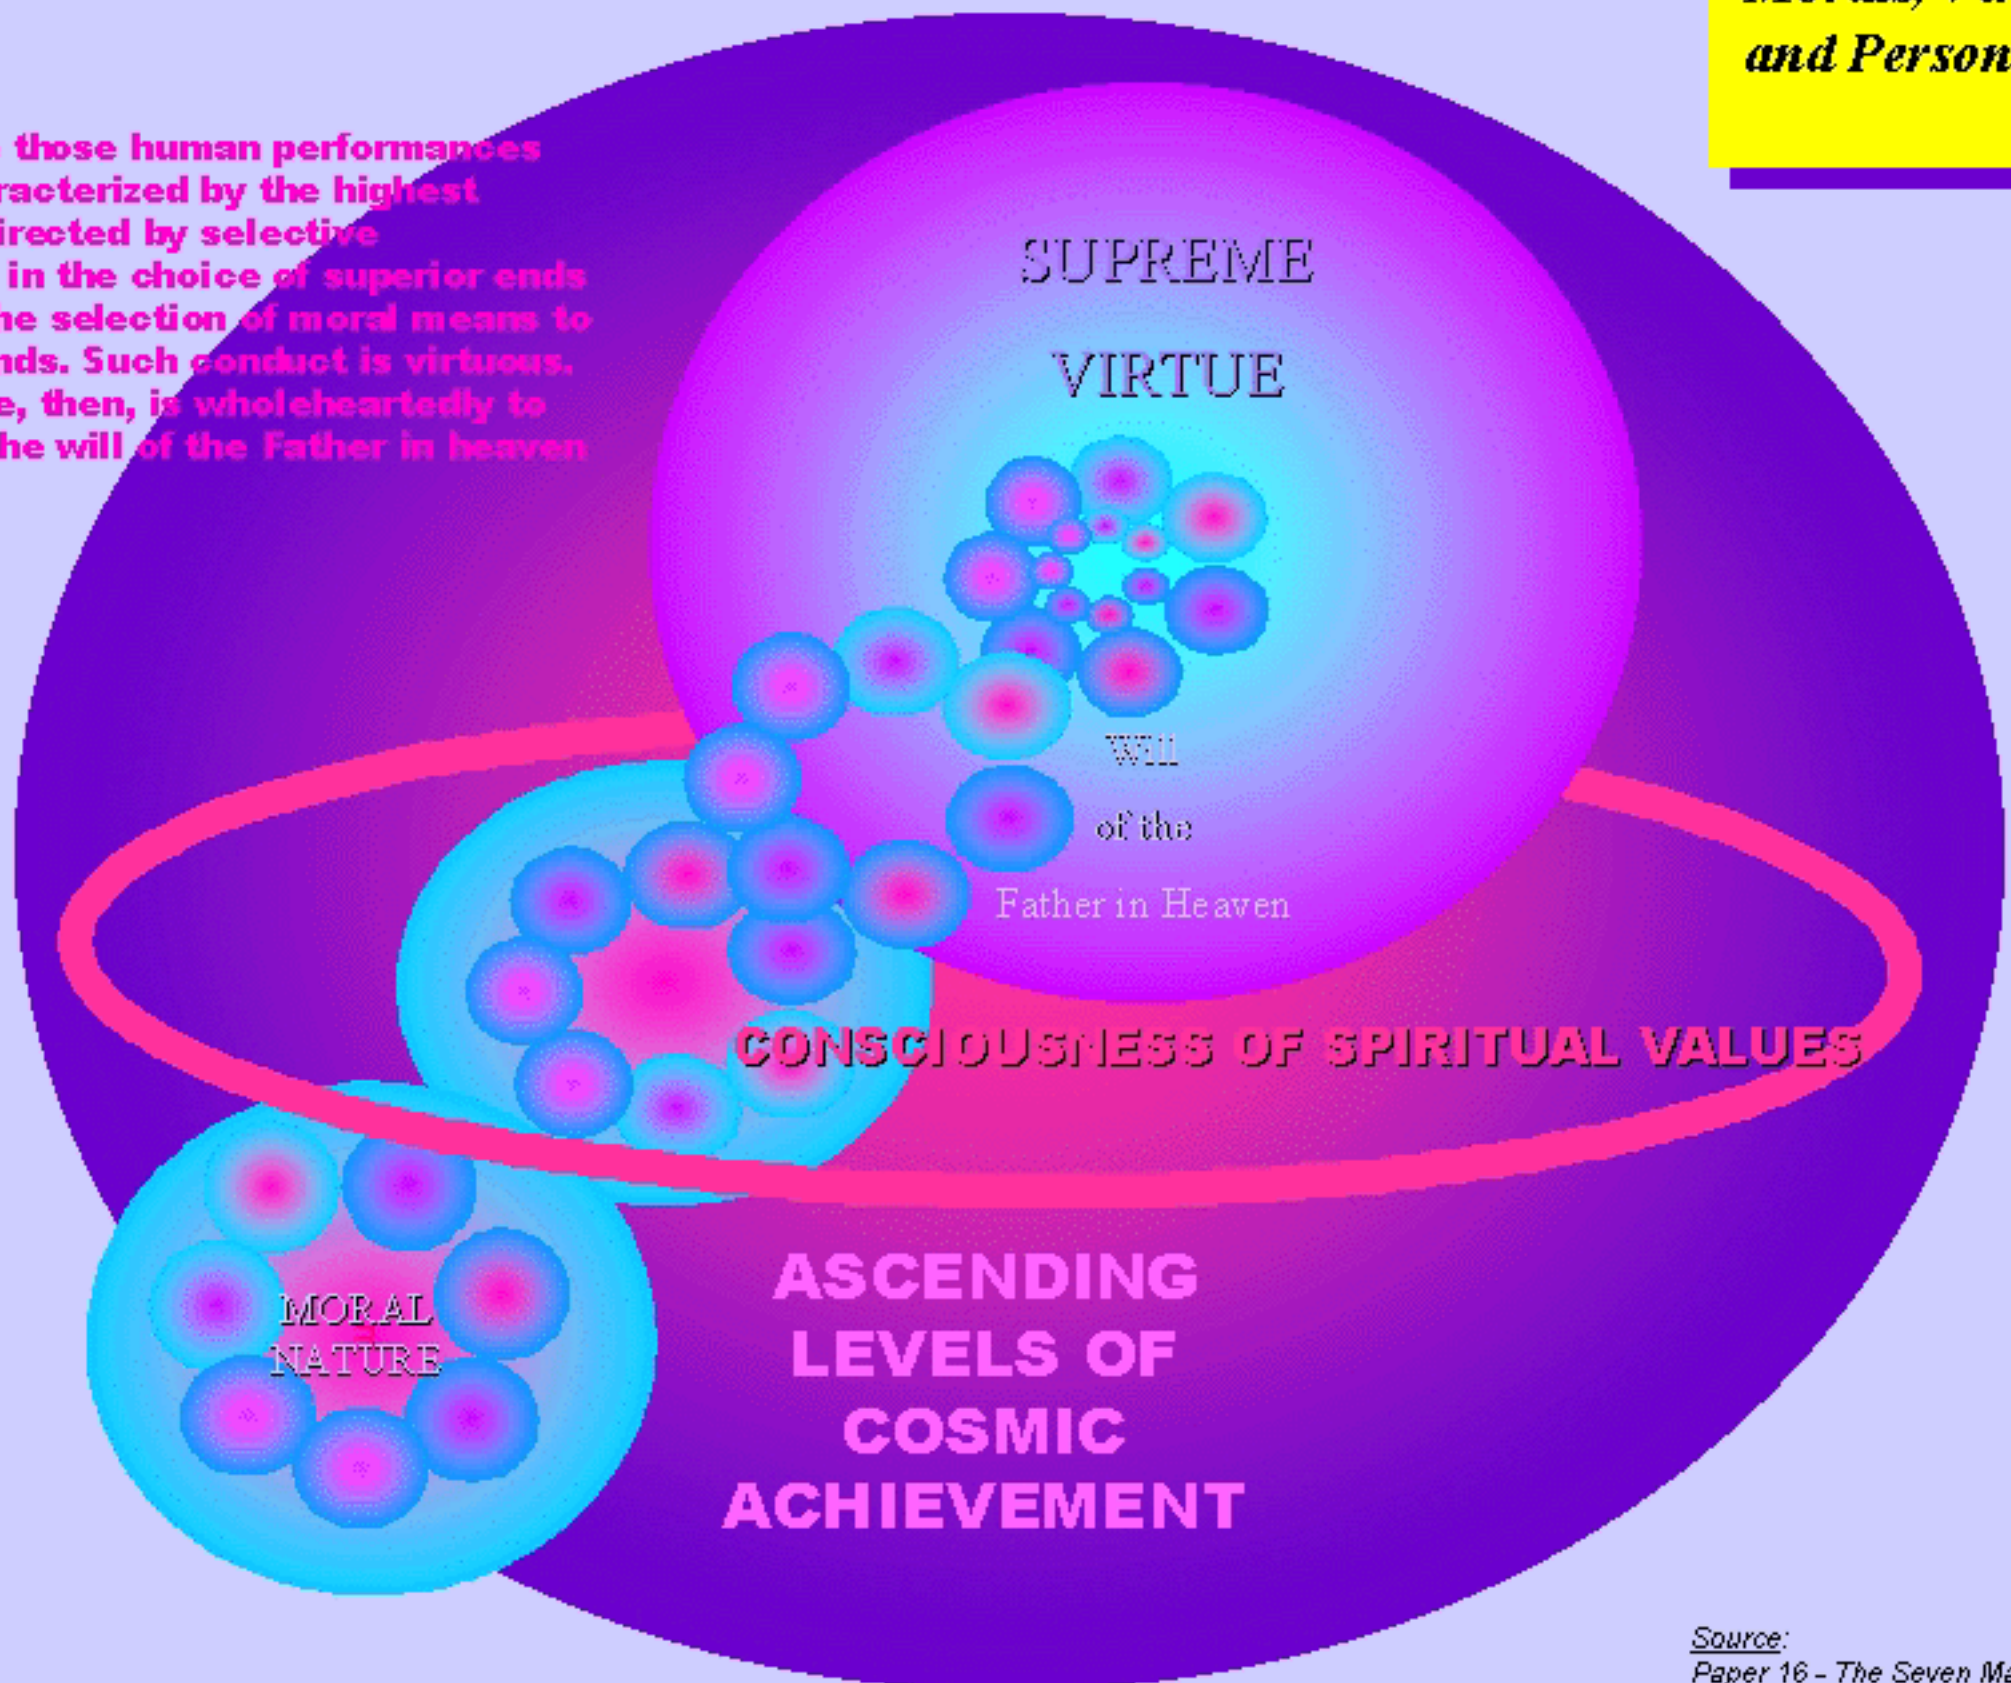 and Person
those human performances
racterized by the highest
irected by selective
in the choice of superior ends
he selection of moral means to
nds. Such conduct is virtuous.
e, then, is wholeheartedly to
he will of the Father in heaven
SUPREME
VIRTUE
Will
of the
Father in Heaven
CONSCIOUSNESS OF SPIRITUAL VALUES
MORAL
NATURE
ASCENDING
LEVELS OF
COSMIC
ACHIEVEMENT
Source:
Paper 16 - The Seven Ma